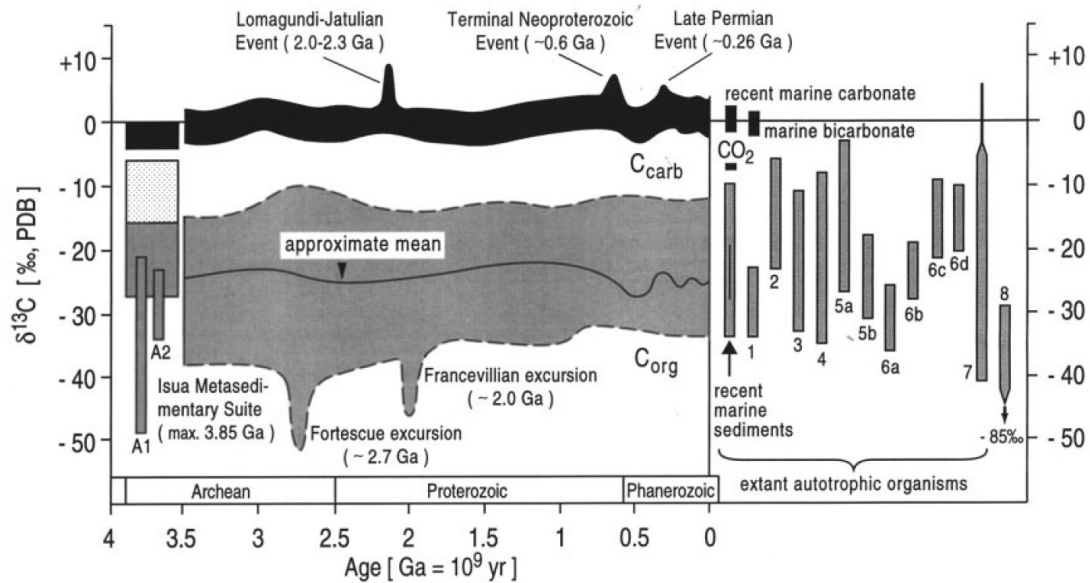 Lomagundi-Jatulian
Event ( 2.0-2.3 Ga )
Terminal Neoproterozoic
Event ( ~0.6 Ga )
Late Permian
Event ( ~0.26 Ga )
+10
0
- 10
- 20
- 30
- 40
- 50
δ13C [ ‰, PDB]
+10
0
- 10
- 20
- 30
- 40
- 50
recent marine carbonate
marine bicarbonate
CO2
Ccarb
approximate mean
Corg
A1
A2
Isua Metasedi-
mentary Suite
( max. 3.85 Ga )
Fortescue excursion
( ~ 2.7 Ga )
Francevillian excursion
( ~ 2.0 Ga )
recent
marine
sediments
1
2
3
4
5a
5b
6a
6b
6c
6d
7
8
- 85‰
extant autotrophic organisms
Archean
Proterozoic
Phanerozoic
4
3.5
3
2.5
2
1.5
1
0.5
0
Age [ Ga = 10⁹ yr ]